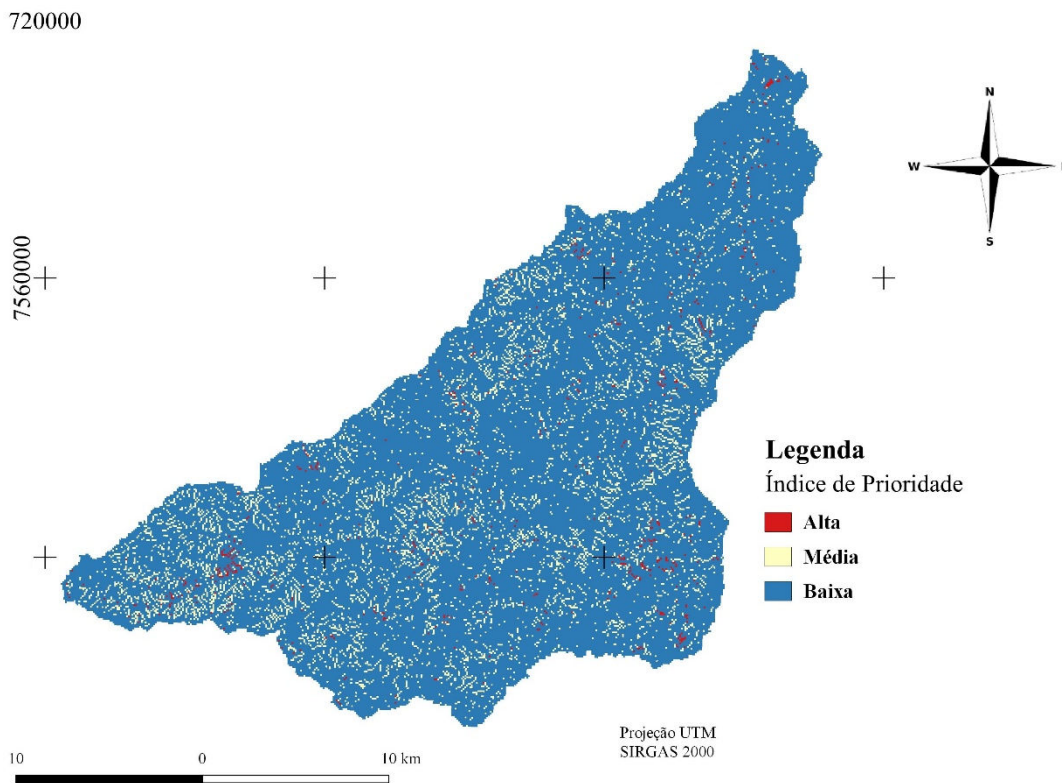 720000
N
W
S
7560000
Legenda
Índice de Prioridade
Alta
Média
Baixa
Projeção UTM
SIRGAS 2000
10 0 10 km